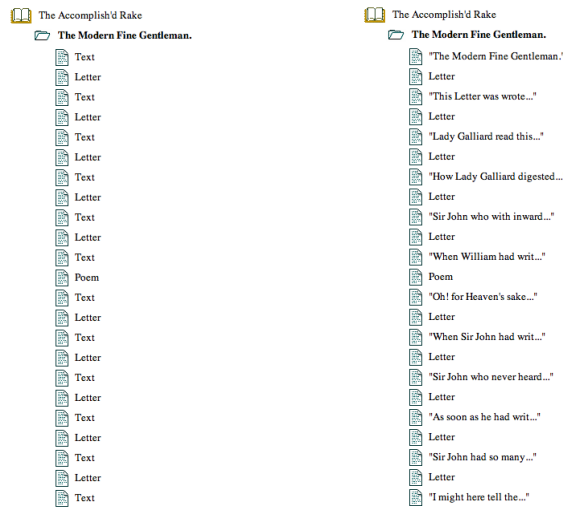 The Accomplish'd Rake
The Modern Fine Gentleman.
Text
Letter
Text
Letter
Text
Letter
Text
Letter
Text
Letter
Text
Poem
Text
Letter
Text
Letter
Text
Letter
Text
Letter
Text
Letter
Text
The Accomplish'd Rake
The Modern Fine Gentleman.
"The Modern Fine Gentleman.'
Letter
"This Letter was wrote..."
Letter
"Lady Galliard read this..."
Letter
"How Lady Galliard digested...
Letter
"Sir John who with inward..."
Letter
"When William had writ..."
Poem
"Oh! for Heaven's sake..."
Letter
"When Sir John had writ..."
Letter
"Sir John who never heard..."
Letter
"As soon as he had writ..."
Letter
"Sir John had so many..."
Letter
"I might here tell the..."